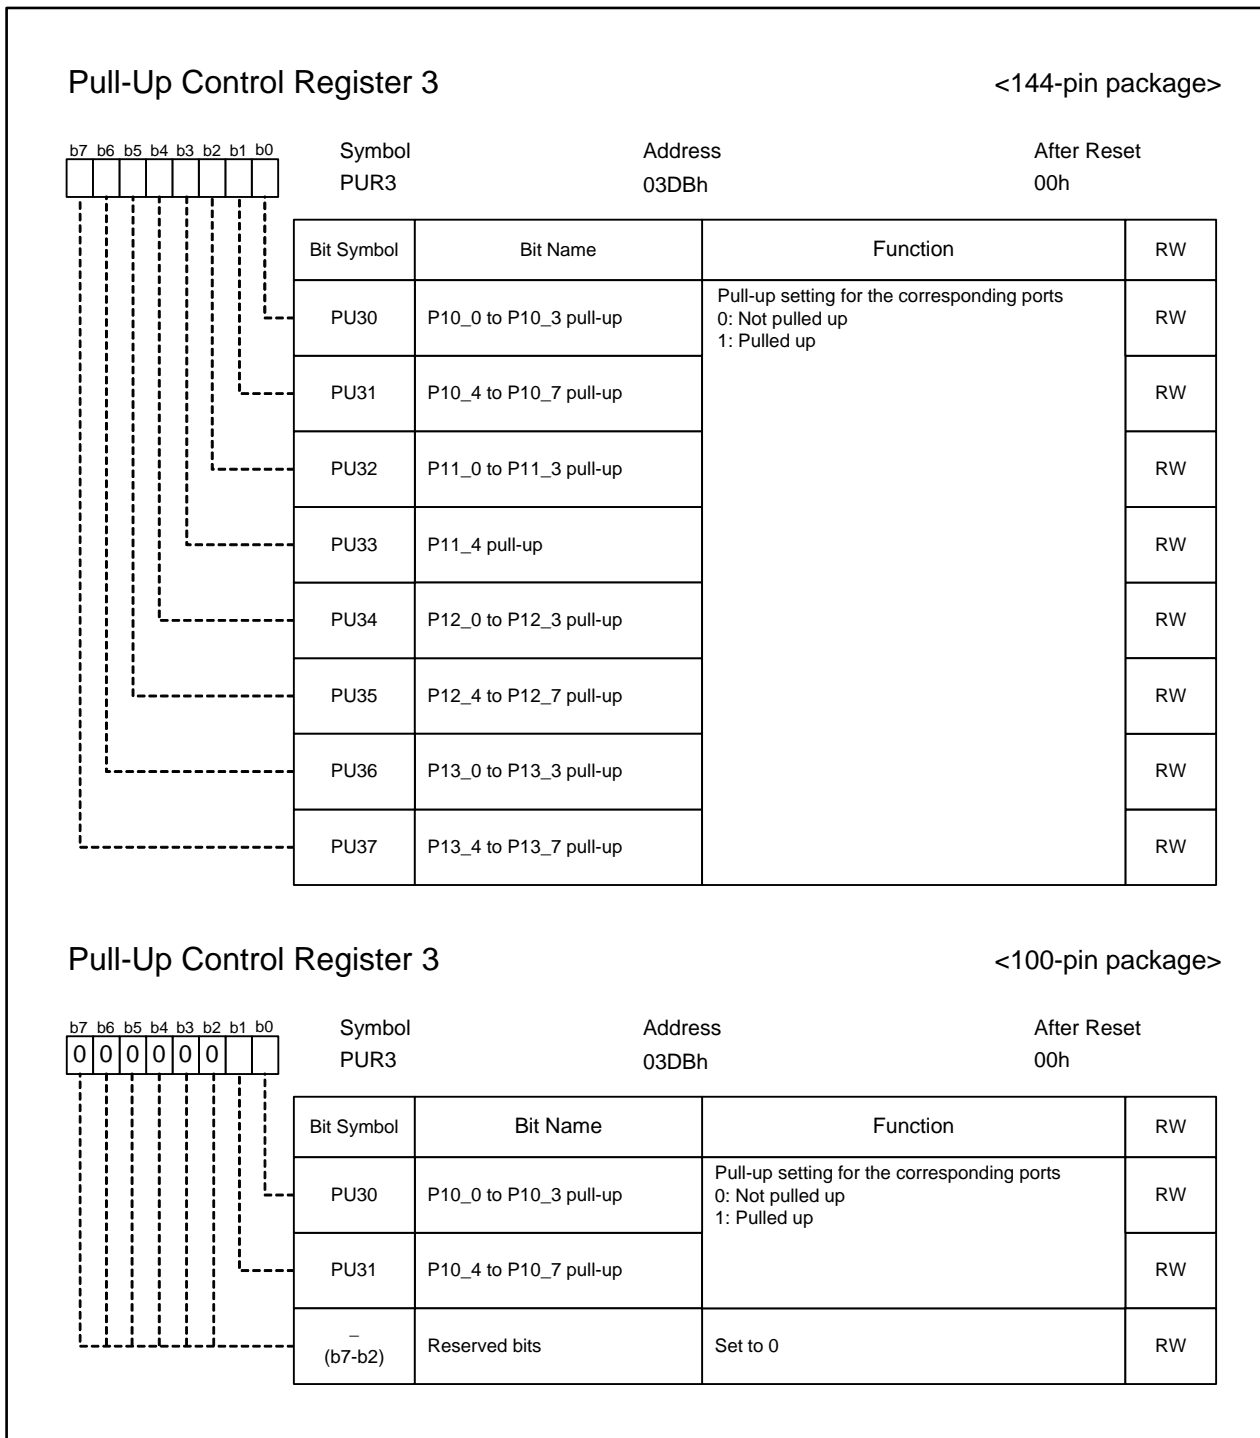 Pull-Up Control Register 3 <144-pin package>
b7 b6 b5 b4 b3 b2 b1 b0
Symbol Address After Reset
PUR3 03DBh 00h
Bit Symbol Bit Name Function RW
PU30 P10_0 to P10_3 pull-up Pull-up setting for the corresponding ports RW
0: Not pulled up
1: Pulled up
PU31 P10_4 to P10_7 pull-up RW
PU32 P11_0 to P11_3 pull-up RW
PU33 P11_4 pull-up RW
PU34 P12_0 to P12_3 pull-up RW
PU35 P12_4 to P12_7 pull-up RW
PU36 P13_0 to P13_3 pull-up RW
PU37 P13_4 to P13_7 pull-up RW
Pull-Up Control Register 3 <100-pin package>
b7 b6 b5 b4 b3 b2 b1 b0
0 0 0 0 0 0
Symbol Address After Reset
PUR3 03DBh 00h
Bit Symbol Bit Name Function RW
PU30 P10_0 to P10_3 pull-up Pull-up setting for the corresponding ports RW
0: Not pulled up
1: Pulled up
PU31 P10_4 to P10_7 pull-up RW
–
(b7-b2) Reserved bits Set to 0 RW